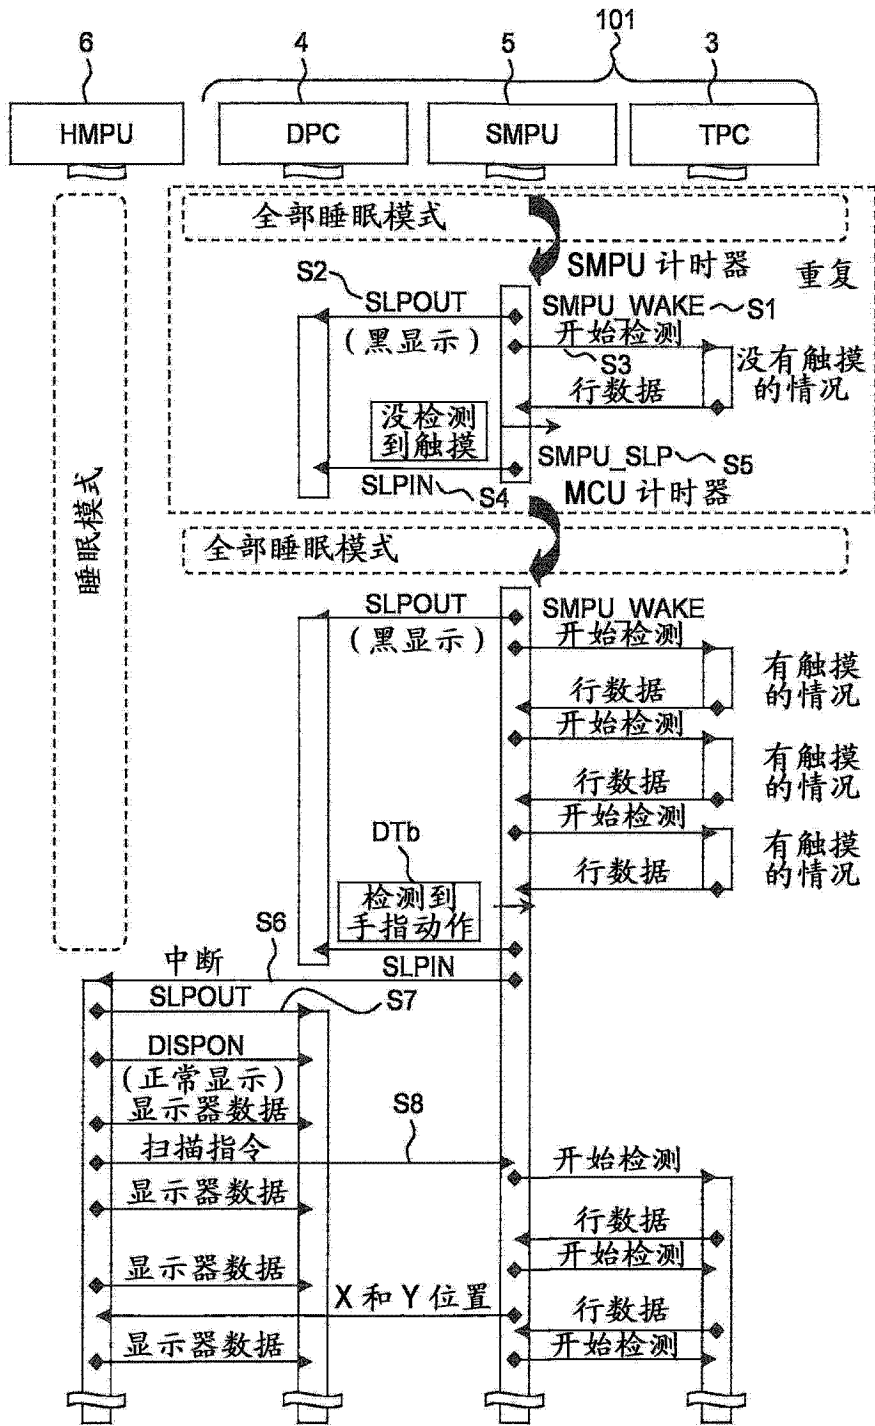 101
6
4
5
3
HMPU
DPC
SMPU
TPC
全部睡眠模式
SMPU 计时器
重复
S2
SLPOUT
(黑显示)
SMPU_WAKE
S1
开始检测
S3
没有触摸
的情况
行数据
没检测
到触摸
SMPU_SLP
S5
SLPIN
S4
MCU 计时器
睡眠模式
全部睡眠模式
SLPOUT
(黑显示)
SMPU_WAKE
开始检测
有触摸
的情况
行数据
开始检测
有触摸
的情况
行数据
开始检测
有触摸
的情况
DTb
行数据
检测到
手指动作
S6
中断
SLPIN
SLPOUT
S7
DISPON
(正常显示)
显示器数据
S8
扫描指令
开始检测
显示器数据
行数据
开始检测
显示器数据
X 和 Y 位置
行数据
显示器数据
开始检测